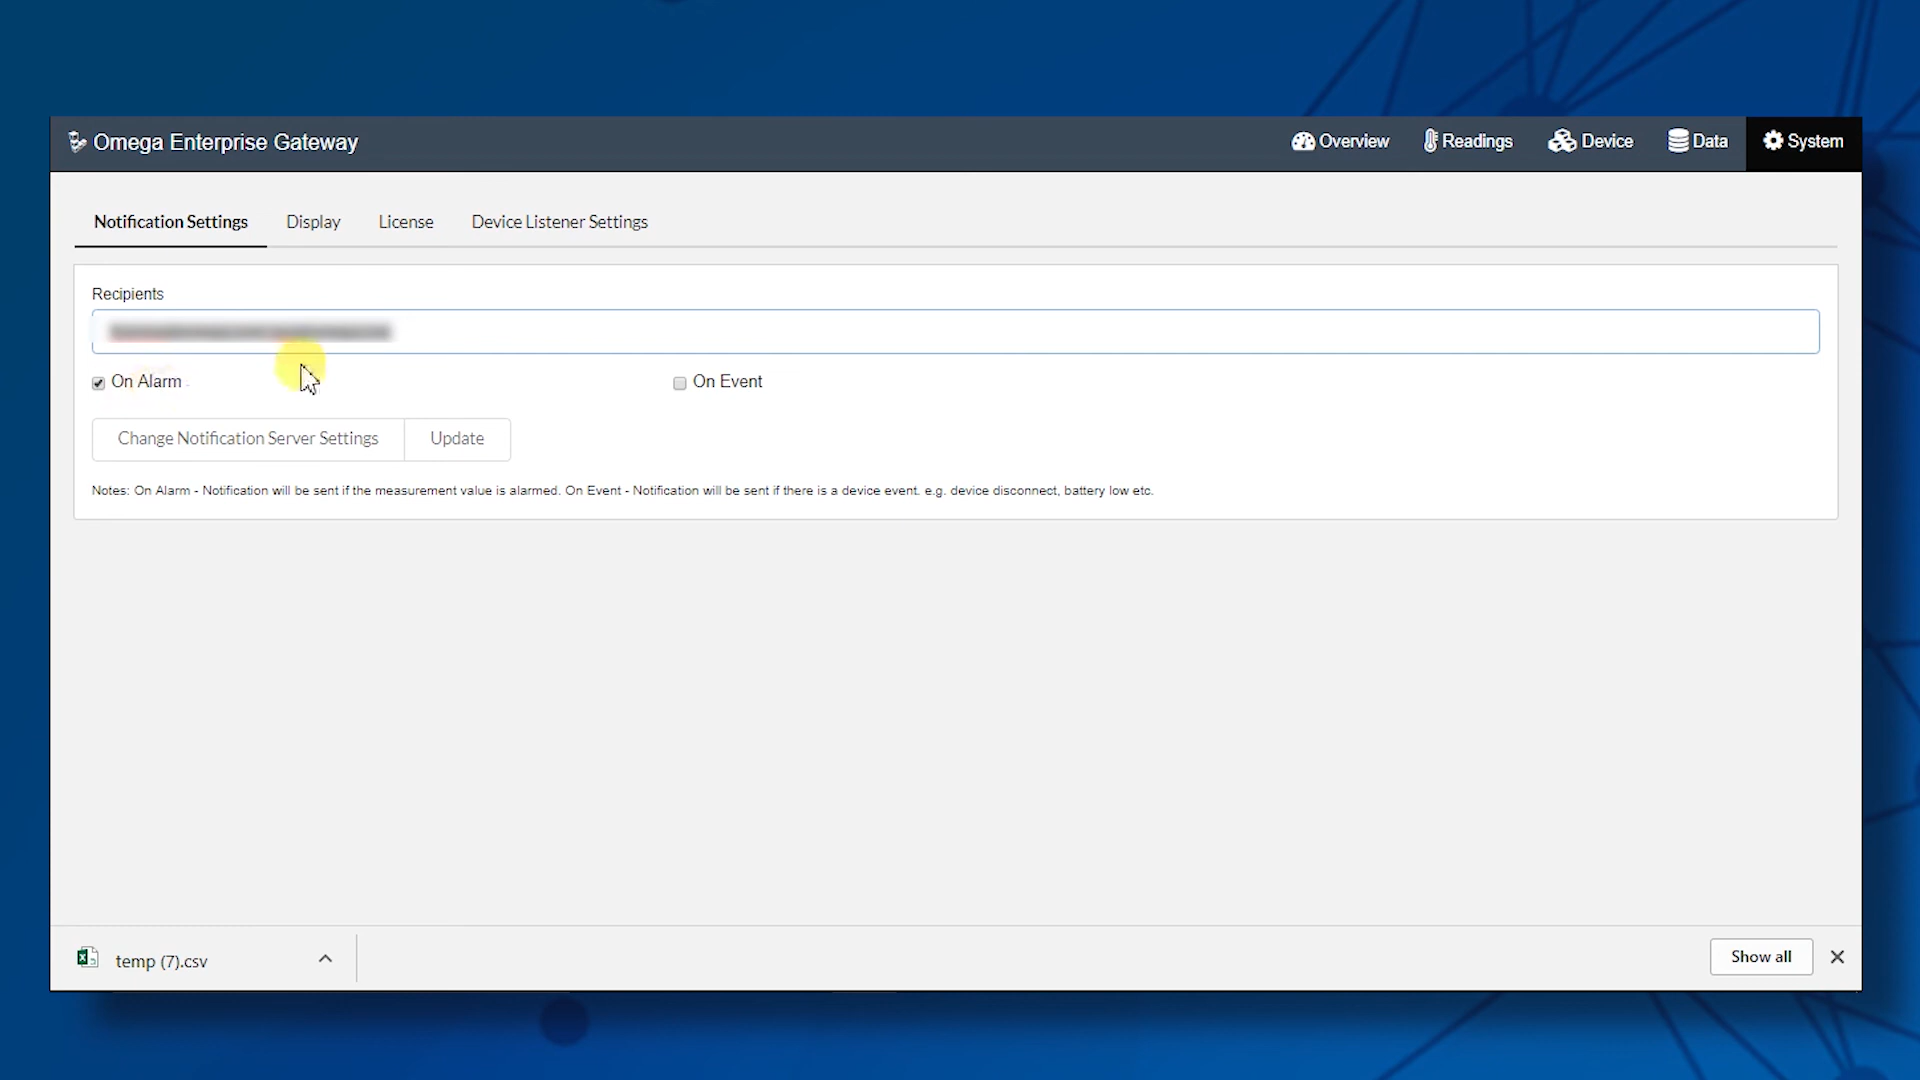 Omega Enterprise Gateway
Overview Readings Device Data System
Notification Settings Display License Device Listener Settings
Recipients
On Alarm On Event
Change Notification Server Settings Update
Notes: On Alarm - Notification will be sent if the measurement value is alarmed. On Event - Notification will be sent if there is a device event. e.g. device disconnect, battery low etc.
temp (7).csv Show all